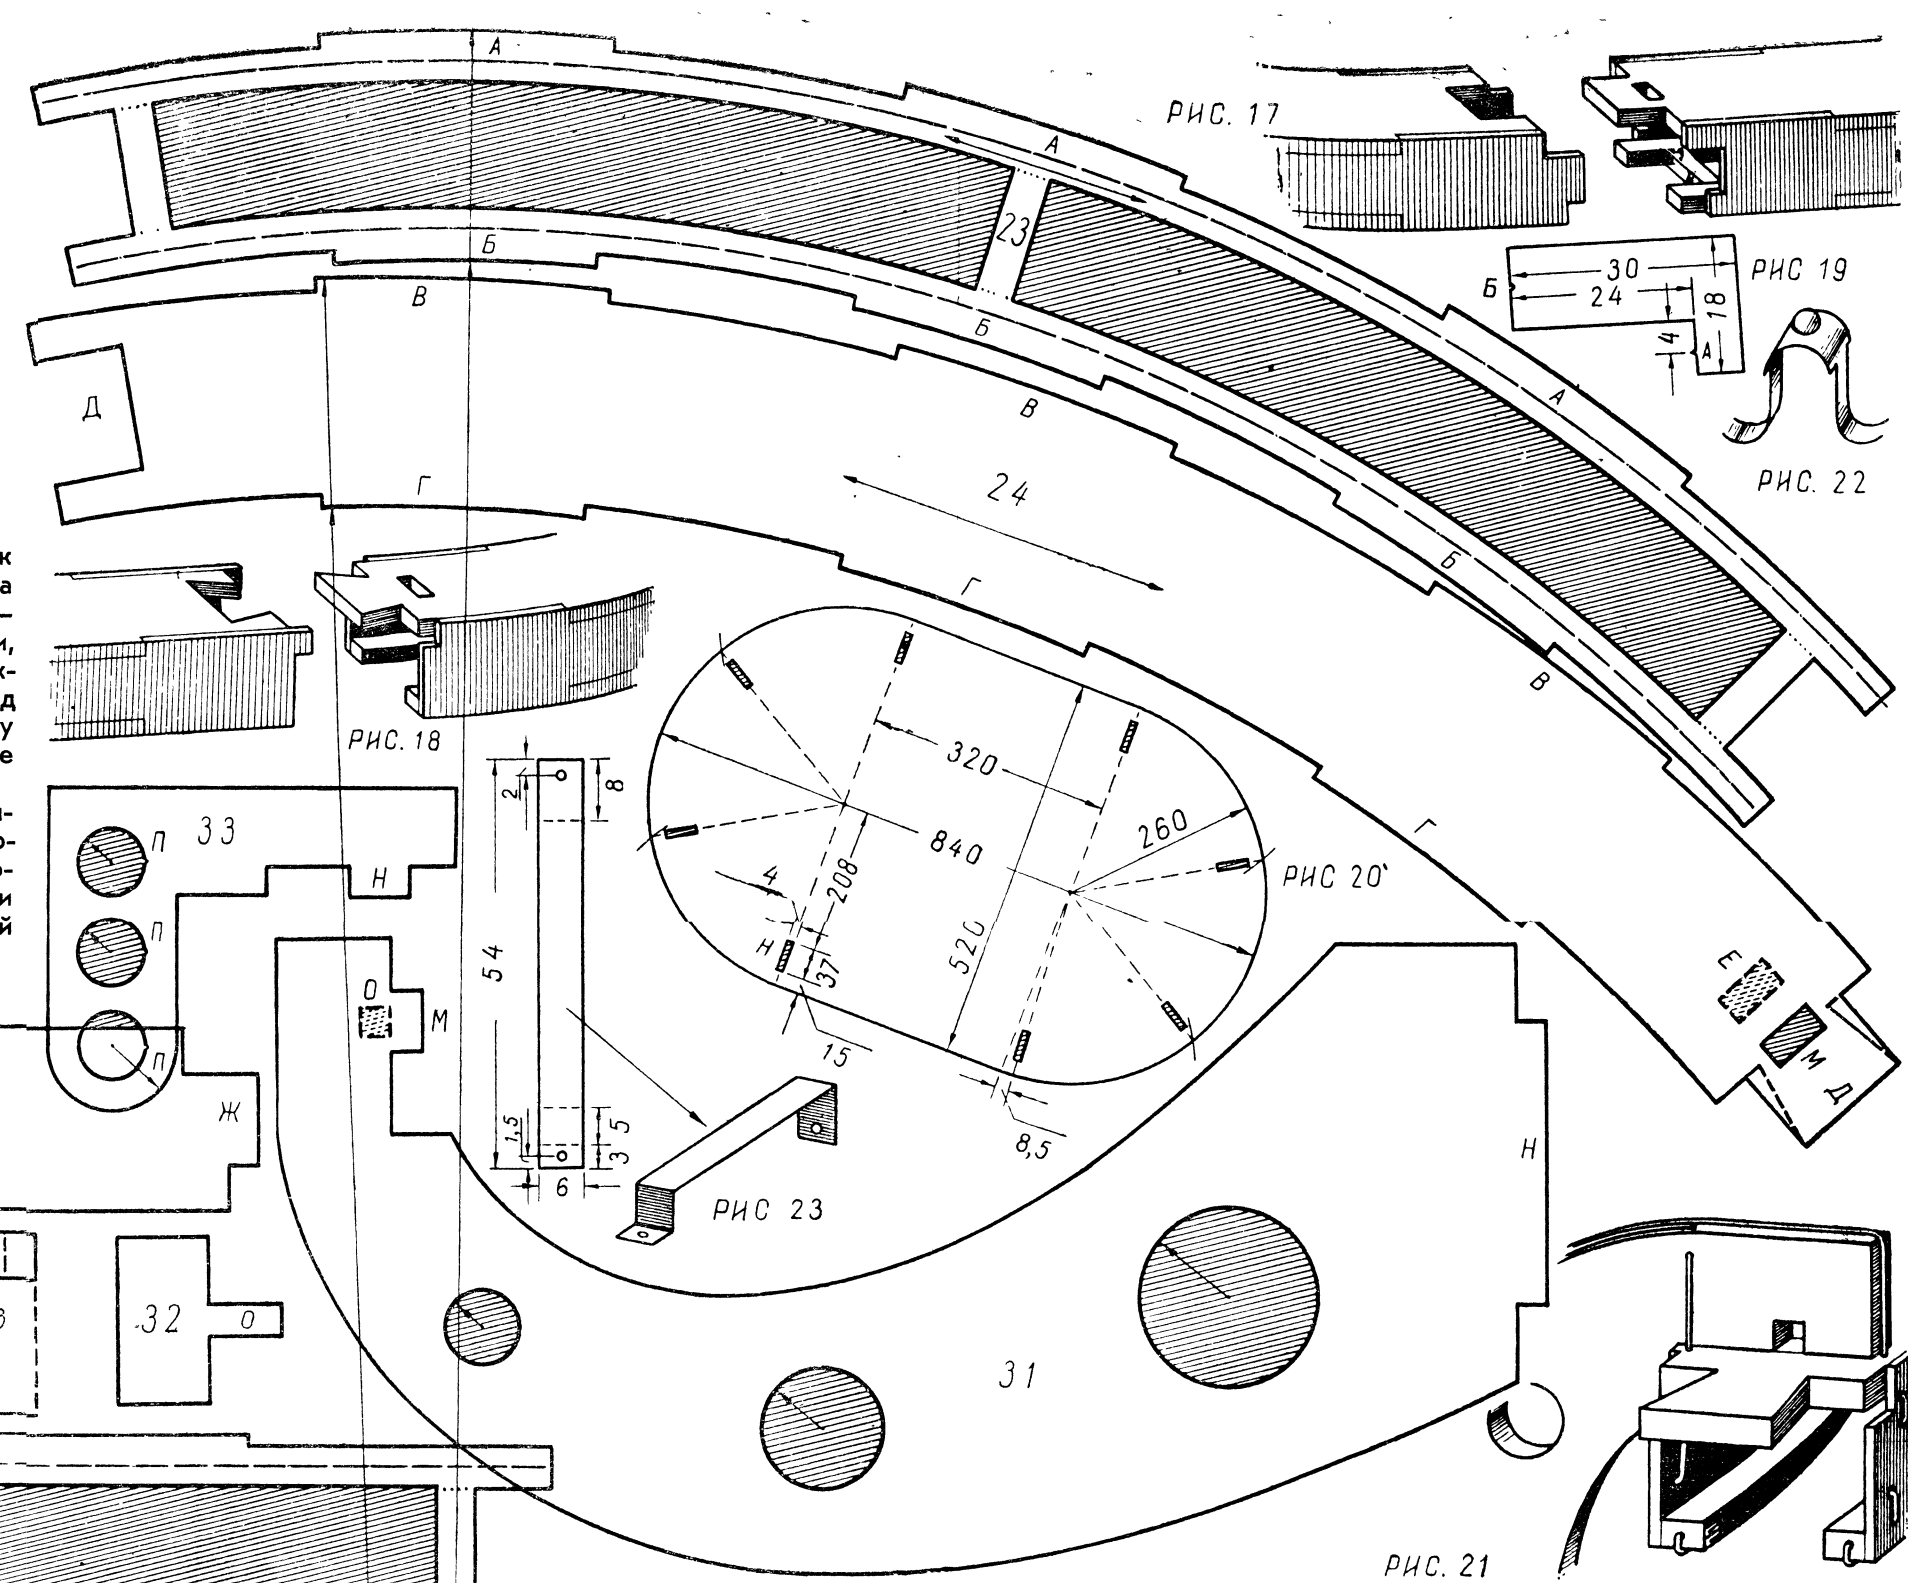 А
А
А
РИС. 17
Б
Б
Б
23
РИС 19
Б
30
24
18
4
А
РИС. 22
В
В
В
Д
Г
Г
Г
24
к
а
—
и,
к-
д
у
е
РИС. 18
320
840
260
520
208
4
Н
37
15
8,5
РИС 20
2
8
54
1,5
5
3
6
РИС 23
33
П
П
П
Н
О
М
Ж
32
О
31
Н
Е
М
Д
РИС. 21